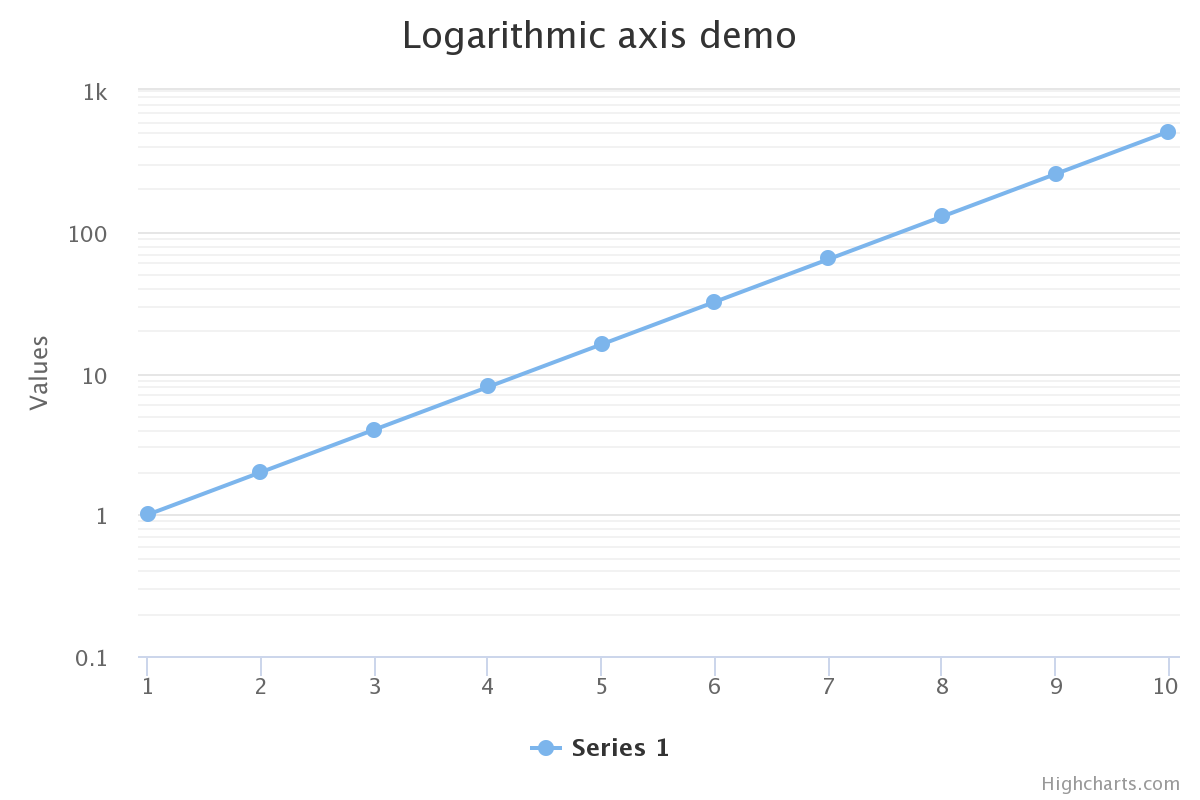 Logarithmic axis demo
1k
100
10
1
0.1
Values
1 2 3 4 5 6 7 8 9 10
Series 1
Highcharts.com